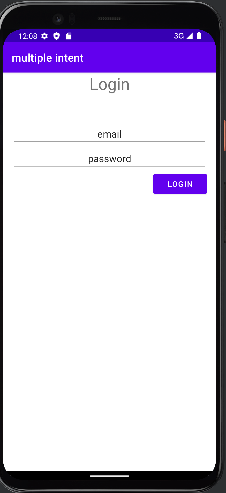 12:08 3G
multiple intent
Login
email
password
LOGIN